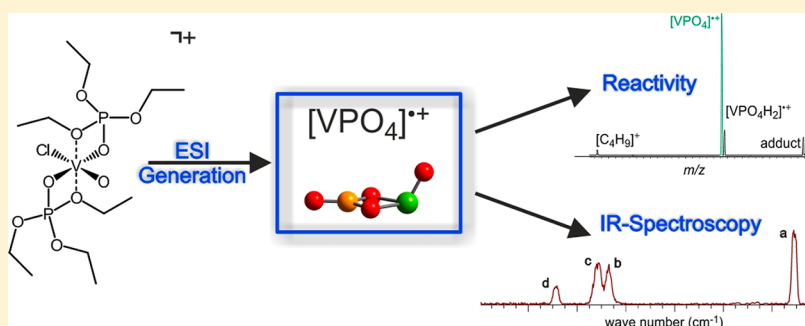 ¬+
O
P
O
O
O
Cl
V
O
O
O
O
P
O
O
ESI
Generation
[VPO₄]•⁺
Reactivity
[VPO₄]•⁺
[VPO₄H₂]•⁺
[C₄H₉]⁺
adduct
m/z
IR-Spectroscopy
a
c
b
d
wave number (cm⁻¹)